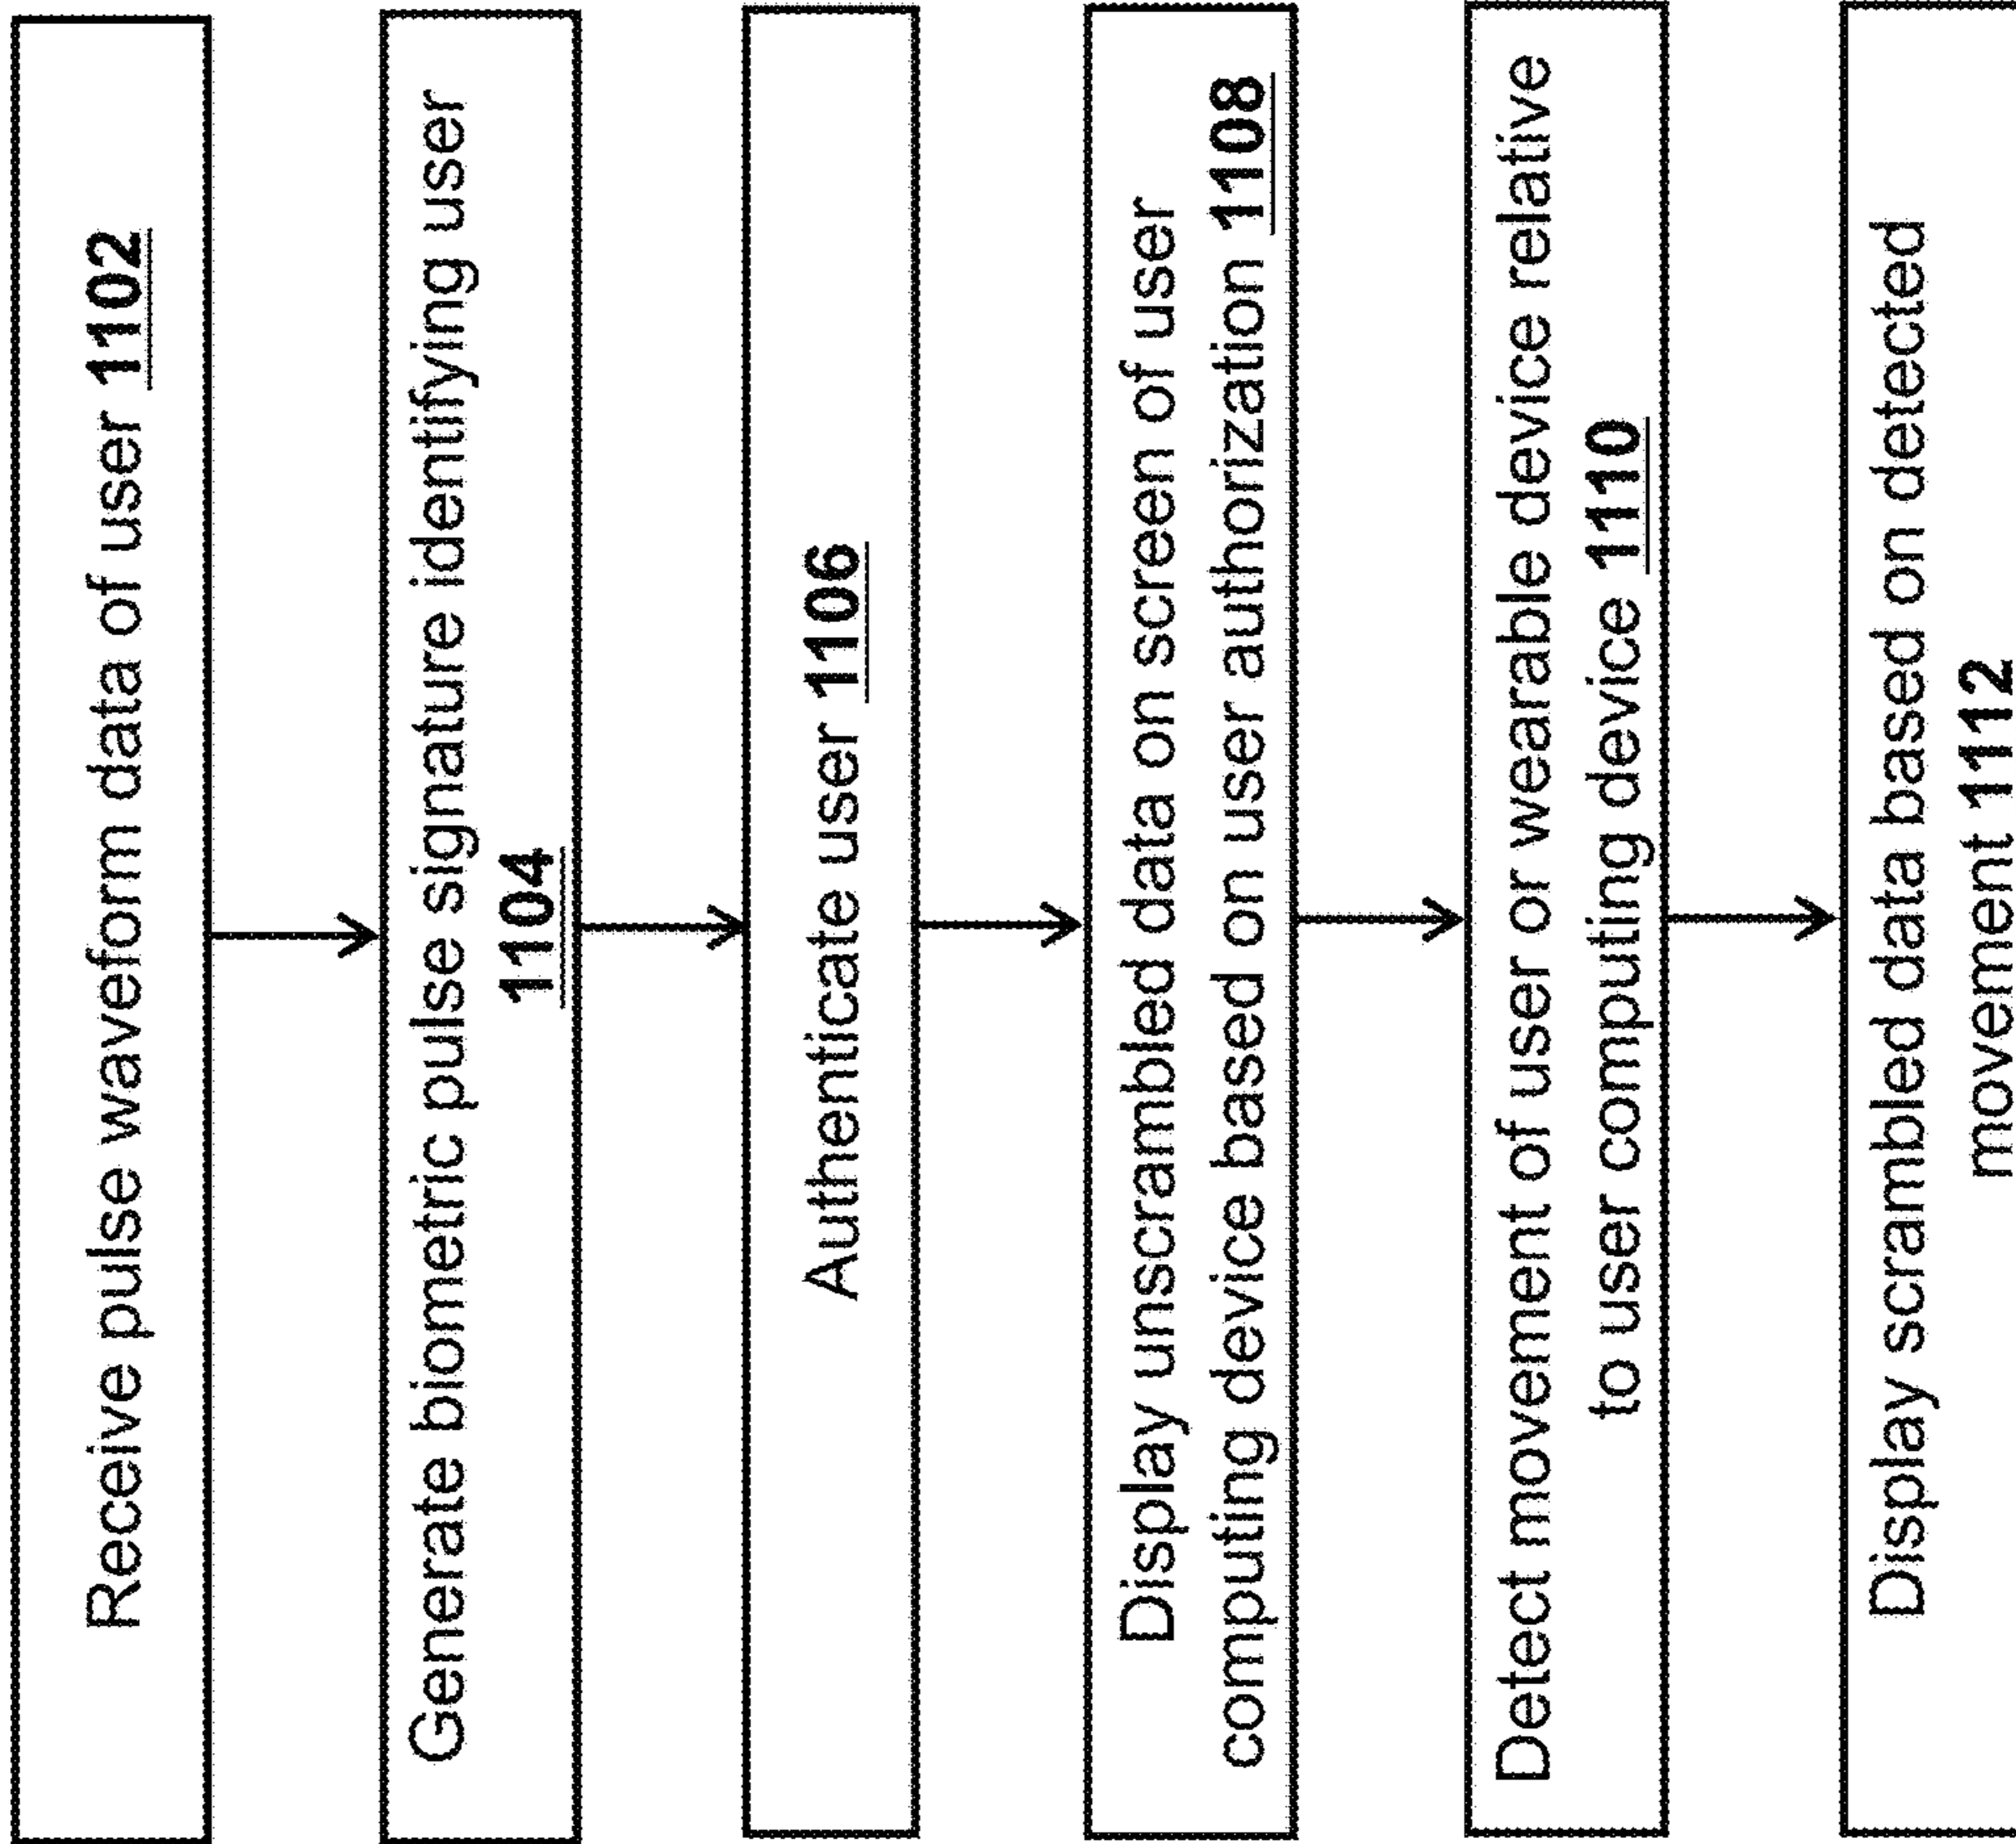 Receive pulse waveform data of user 1102
Generate biometric pulse signature identifying user
1104
Authenticate user 1106
Display unscrambled data on screen of user
computing device based on user authorization 1108
Detect movement of user or wearable device relative
to user computing device 1110
Display scrambled data based on detected
movement 1112